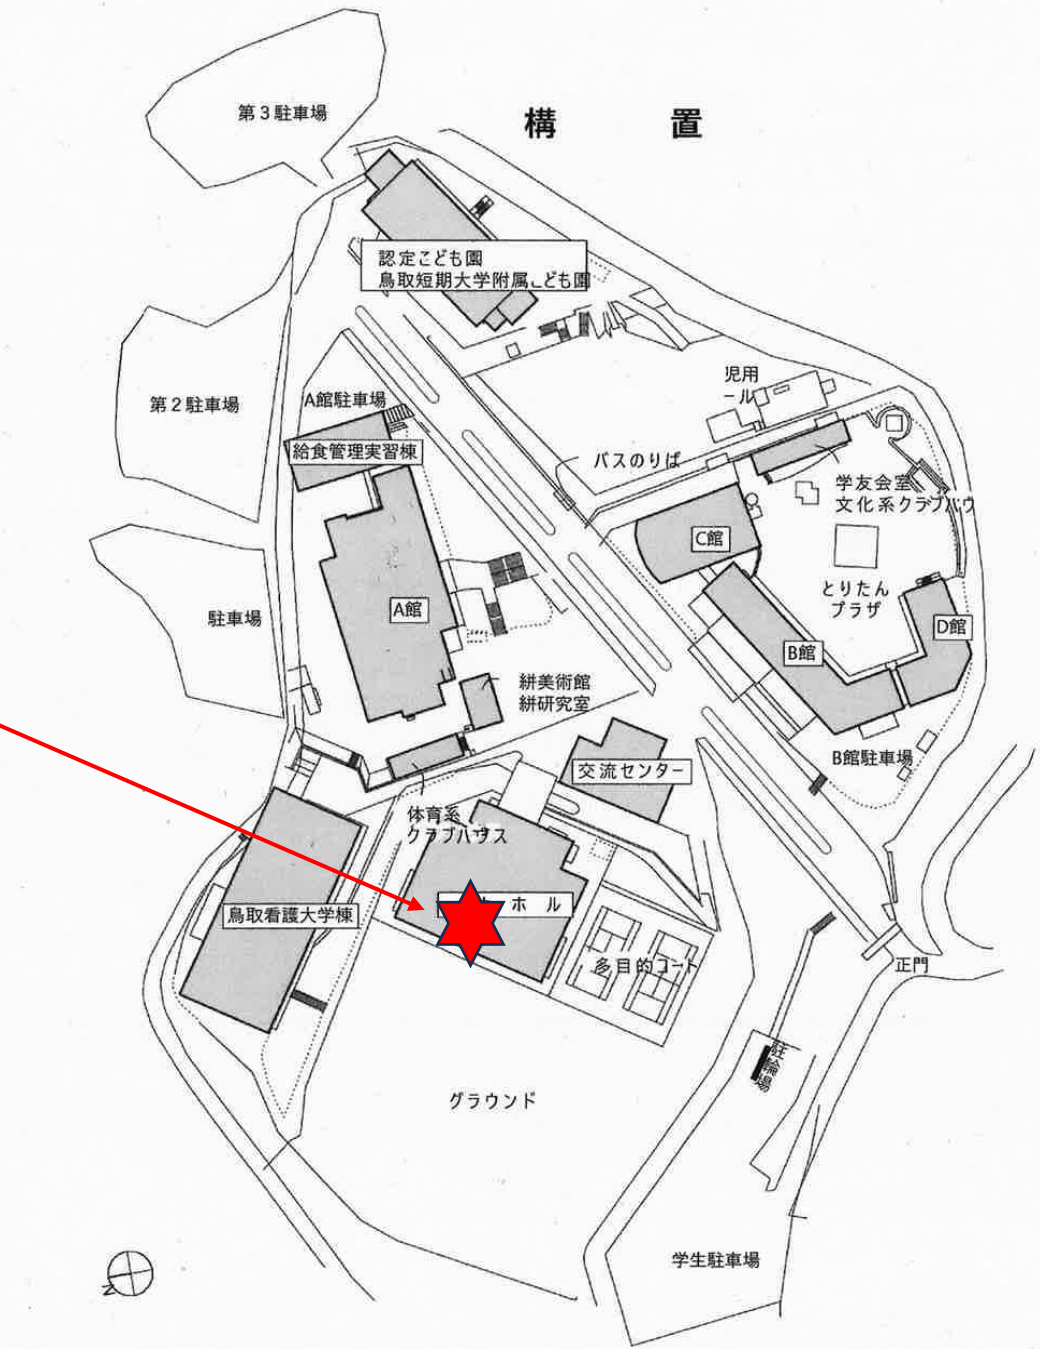 第3駐車場
構 置
認定こども園
鳥取短期大学附属こども園
第2駐車場
A館駐車場
給食管理実習棟
児用
ール
バスのりば
学友会室
文化系クラブハウ
C館
とりたん
プラザ
A館
駐車場
B館
D館
絣美術館
絣研究室
B館駐車場
交流センター
体育系
クラブハウス
鳥取看護大学棟
ホール
多目的コート
正門
駐輪場
グラウンド
学生駐車場
N